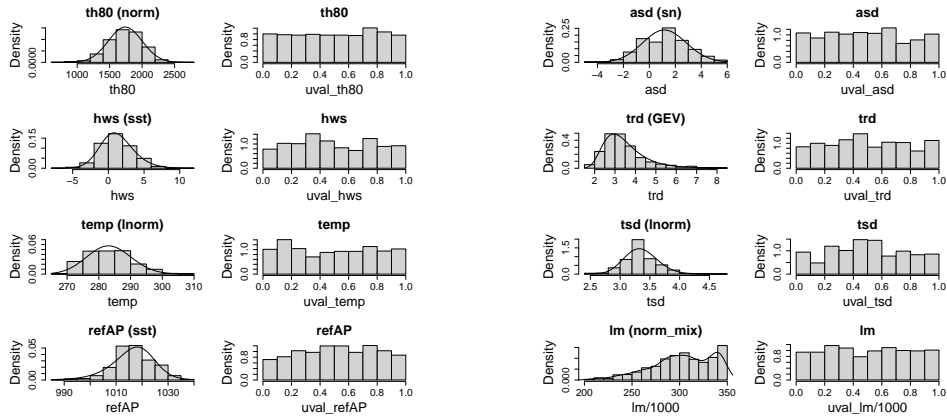 th80 (norm)
Density
0.0000
1000 1500 2000 2500
th80
th80
Density
0.0 0.8
0.0 0.2 0.4 0.6 0.8 1.0
uval_th80
asd (sn)
Density
0.00 0.25
−4 −2 0 2 4 6
asd
asd
Density
0.0 1.0
0.0 0.2 0.4 0.6 0.8 1.0
uval_asd
hws (sst)
Density
0.00 0.15
−5 0 5 10
hws
hws
Density
0.0 1.0
0.0 0.2 0.4 0.6 0.8 1.0
uval_hws
trd (GEV)
Density
0.0 0.4
2 3 4 5 6 7 8
trd
trd
Density
0.0 1.0
0.0 0.2 0.4 0.6 0.8 1.0
uval_trd
temp (lnorm)
Density
0.00 0.06
270 280 290 300 310
temp
temp
Density
0.0 1.0
0.0 0.2 0.4 0.6 0.8 1.0
uval_temp
tsd (lnorm)
Density
0.0 1.5
2.5 3.0 3.5 4.0 4.5
tsd
tsd
Density
0.0 1.0
0.0 0.2 0.4 0.6 0.8 1.0
uval_tsd
refAP (sst)
Density
0.00 0.05
990 1010 1030
refAP
refAP
Density
0.0 0.8
0.0 0.2 0.4 0.6 0.8 1.0
uval_refAP
lm (norm_mix)
Density
0.000
200 250 300 350
lm/1000
lm
Density
0.0 0.8
0.0 0.2 0.4 0.6 0.8 1.0
uval_lm/1000